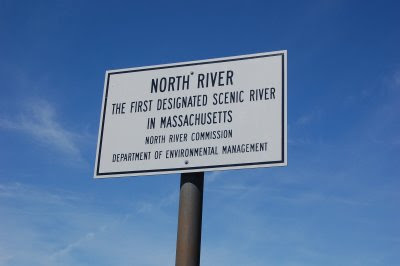 NORTH RIVER
THE FIRST DESIGNATED SCENIC RIVER
IN MASSACHUSETTS
NORTH RIVER COMMISSION
DEPARTMENT OF ENVIRONMENTAL MANAGEMENT